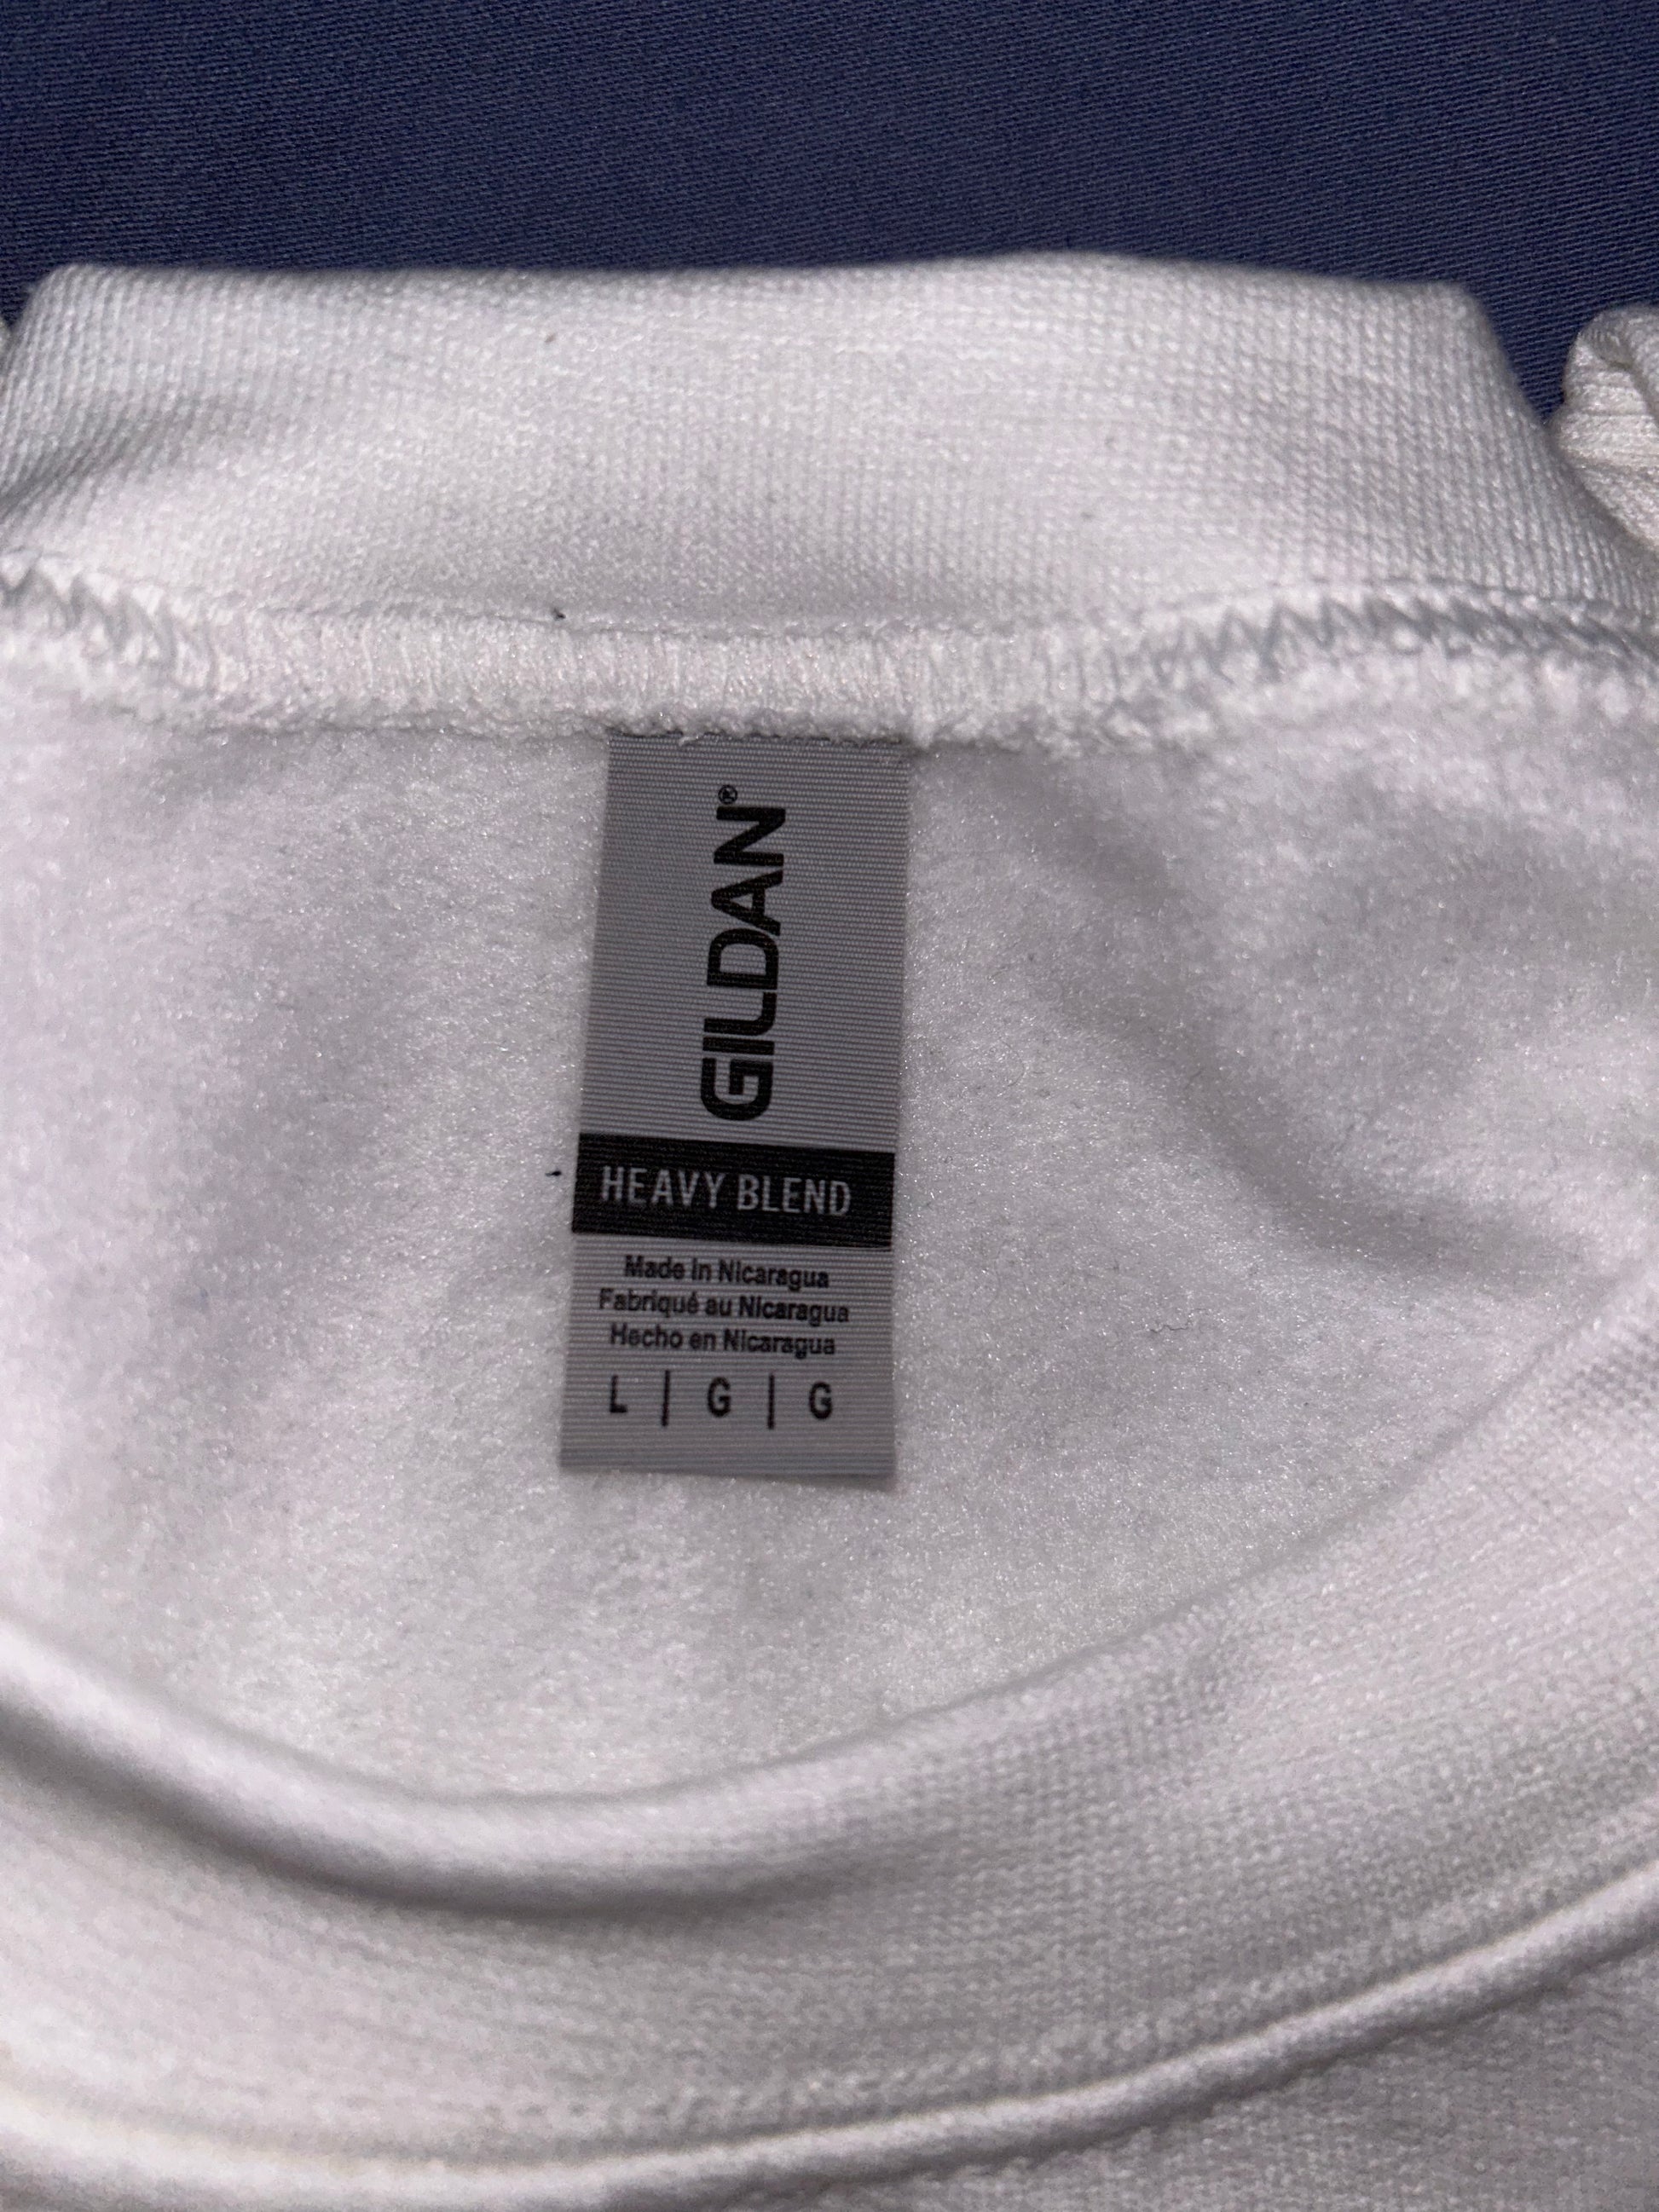 GILDAN®
HEAVY BLEND
Made in Nicaragua
Fabriqué au Nicaragua
Hecho en Nicaragua
L | G | G